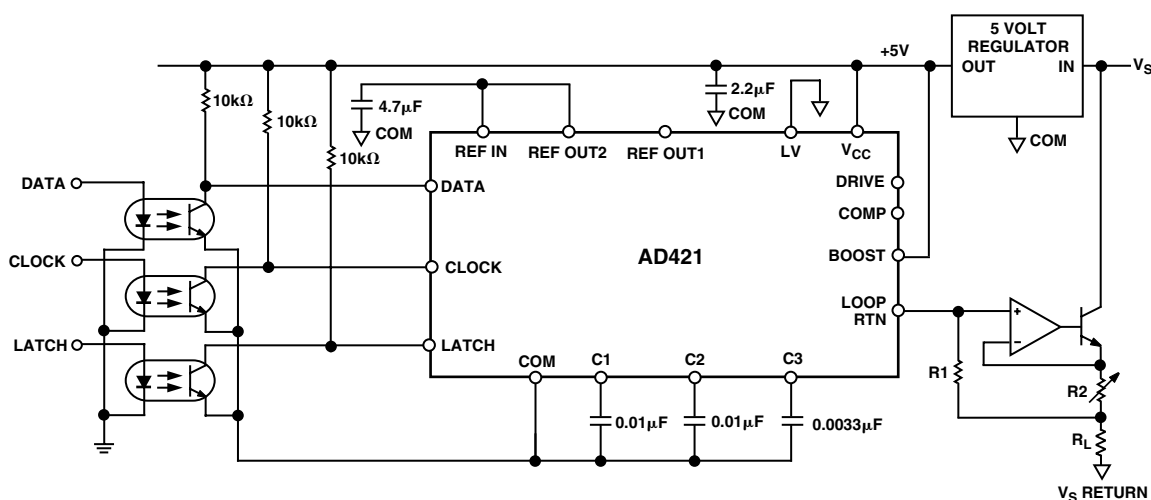 5 VOLT
REGULATOR
OUT IN
+5V
V_S
COM
10kΩ
10kΩ
10kΩ
4.7µF
COM
2.2µF
COM
REF IN
REF OUT2
REF OUT1
LV
V_CC
DATA
CLOCK
LATCH
DATA
CLOCK
LATCH
AD421
DRIVE
COMP
BOOST
LOOP
RTN
COM
C1
C2
C3
0.01µF
0.01µF
0.0033µF
+
–
R1
R2
R_L
V_S RETURN